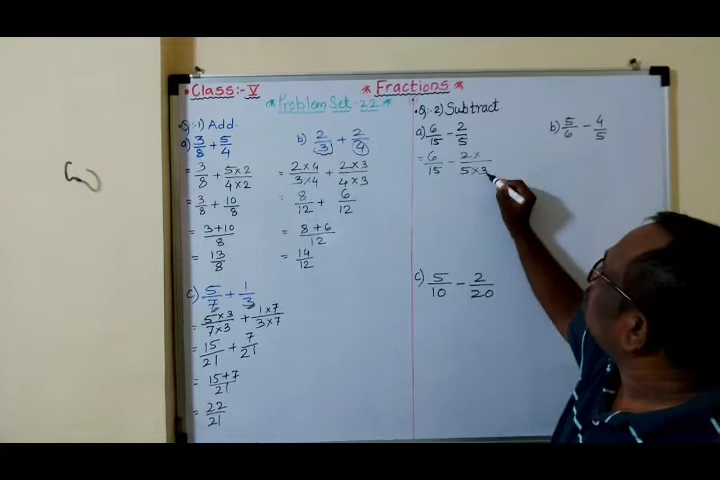 • Class:- V
* Fractions *
* Problem Set-22 *
•Q:-1) Add.
a) 3/8 + 5/4
= 3/8 + 5×2/4×2
= 3/8 + 10/8
= 3+10/8
= 13/8
b) 2/3 + 2/4
= 2×4/3×4 + 2×3/4×3
= 8/12 + 6/12
= 8+6/12
= 14/12
c) 5/7 + 1/3
= 5×3/7×3 + 1×7/3×7
= 15/21 + 7/21
= 15+7/21
= 22/21
•Q:-2) Subtract
a) 6/15 - 2/5
= 6/15 - 2×/5×3
b) 5/6 - 4/5
c) 5/10 - 2/20